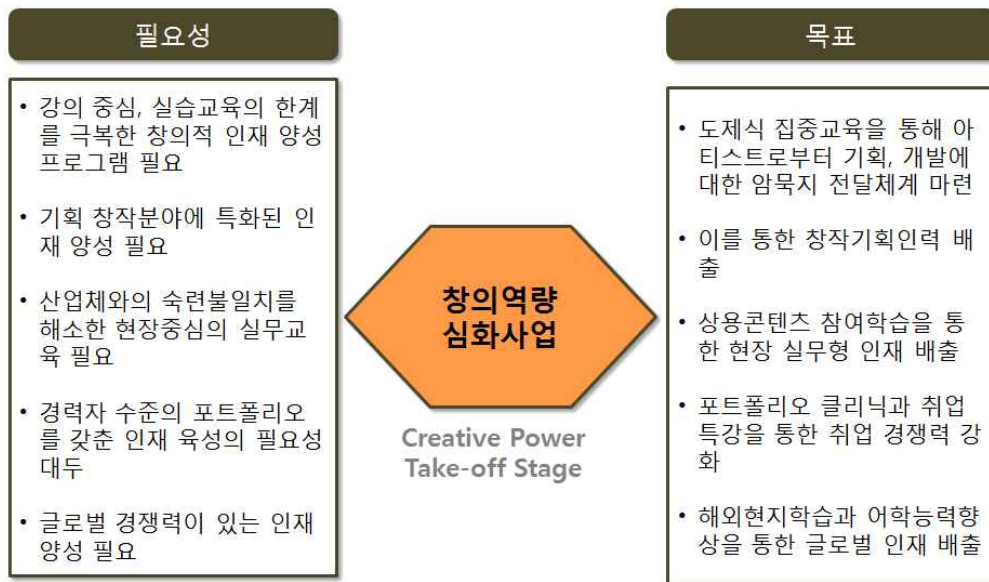 필요성
• 강의 중심, 실습교육의 한계
를 극복한 창의적 인재 양성
프로그램 필요
• 기획 창작분야에 특화된 인
재 양성 필요
• 산업체와의 숙련불일치를
해소한 현장중심의 실무교
육 필요
• 경력자 수준의 포트폴리오
를 갖춘 인재 육성의 필요성
대두
• 글로벌 경쟁력이 있는 인재
양성 필요
창의역량
심화사업
Creative Power
Take-off Stage
목표
• 도제식 집중교육을 통해 아
티스트로부터 기획, 개발에
대한 암묵지 전달체계 마련
• 이를 통한 창작기획인력 배
출
• 상용콘텐츠 참여학습을 통
한 현장 실무형 인재 배출
• 포트폴리오 클리닉과 취업
특강을 통한 취업 경쟁력 강
화
• 해외현지학습과 어학능력향
상을 통한 글로벌 인재 배출